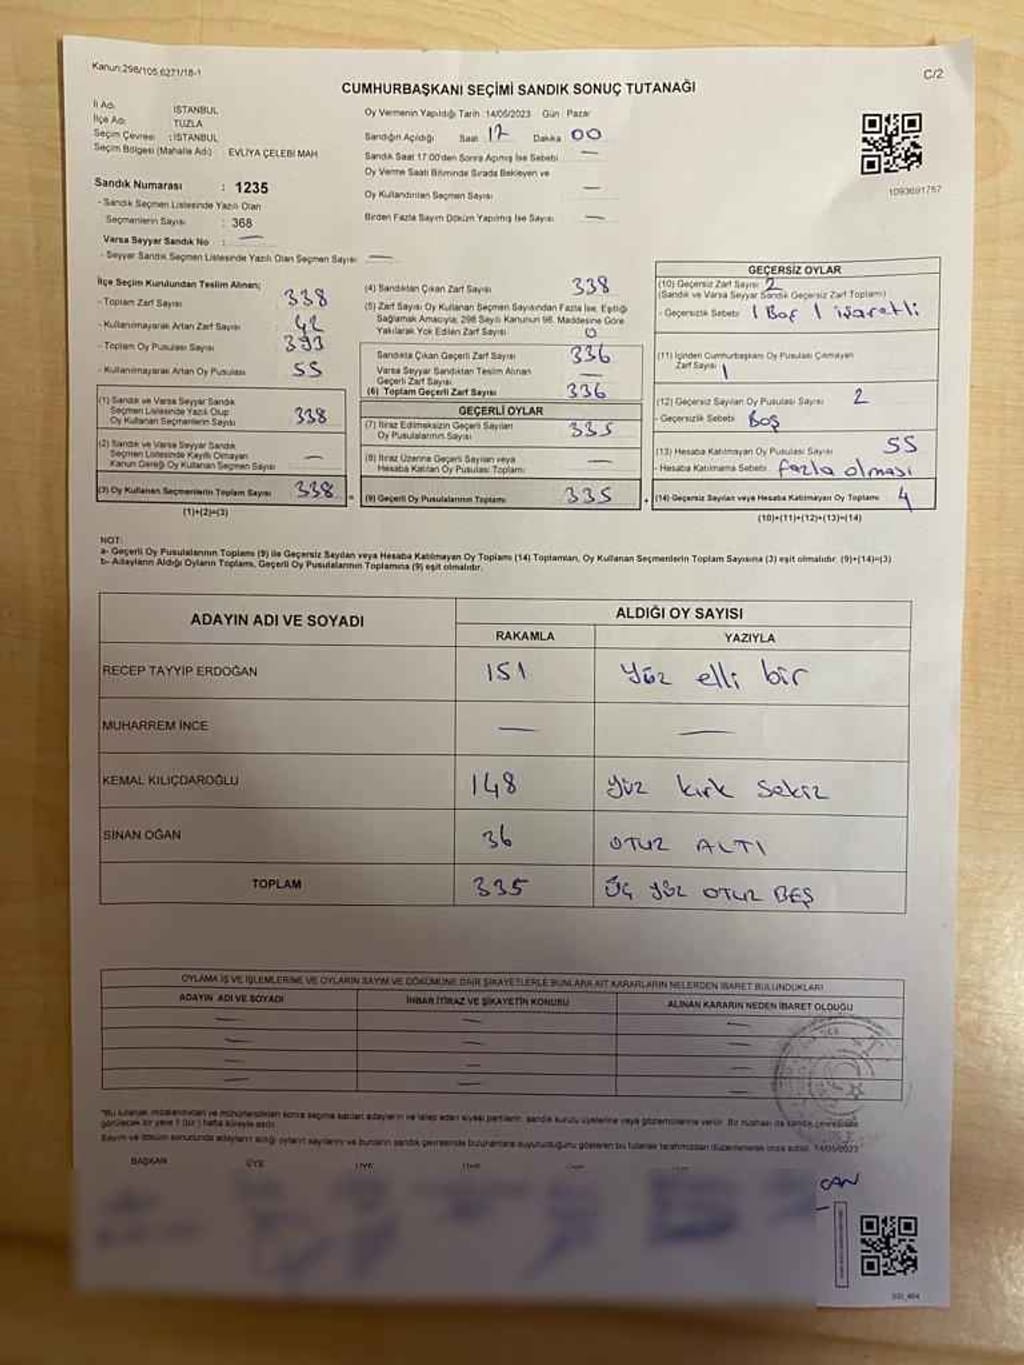 Kanun:298/105,6271/18-1
C/2
CUMHURBAŞKANI SEÇİMİ SANDIK SONUÇ TUTANAĞI
İl Adı: İSTANBUL
İlçe Adı: TUZLA
Seçim Çevresi : İSTANBUL
Seçim Bölgesi (Mahalle Adı) EVLİYA ÇELEBİ MAH
Sandık Numarası : 1235
- Sandık Seçmen Listesinde Yazılı Olan
Seçmenlerin Sayısı : 368
Varsa Seyyar Sandık No : —
- Seyyar Sandık Seçmen Listesinde Yazılı Olan Seçmen Sayısı —
Oy Vermenin Yapıldığı Tarih :14/05/2023 Gün Pazar
Sandığın Açıldığı Saat 17 Dakika 00
Sandık Saat 17:00'den Sonra Açılmış İse Sebebi —
Oy Verme Saati Bitiminde Sırada Bekleyen ve
Oy Kullandırılan Seçmen Sayısı —
Birden Fazla Sayım Döküm Yapılmış İse Sayısı —
1093691757
İlçe Seçim Kurulundan Teslim Alınan;
- Toplam Zarf Sayısı 338
- Kullanılmayarak Artan Zarf Sayısı 42
- Toplam Oy Pusulası Sayısı 393
- Kullanılmayarak Artan Oy Pusulası 55
(1) Sandık ve Varsa Seyyar Sandık
Seçmen Listesinde Yazılı Olup
Oy Kullanan Seçmenlerin Sayısı 338
(2) Sandık ve Varsa Seyyar Sandık
Seçmen Listesinde Kayıtlı Olmayan
Kanun Gereği Oy Kullanan Seçmen Sayısı —
(3) Oy Kullanan Seçmenlerin Toplam Sayısı 338
(1)+(2)=(3)
(4) Sandıktan Çıkan Zarf Sayısı 338
(5) Zarf Sayısı Oy Kullanan Seçmen Sayısından Fazla İse, Eşitliği
Sağlamak Amacıyla; 298 Sayılı Kanunun 98. Maddesine Göre
Yakılarak Yok Edilen Zarf Sayısı 0
Sandıkta Çıkan Geçerli Zarf Sayısı 336
Varsa Seyyar Sandıktan Teslim Alınan
Geçerli Zarf Sayısı —
(6) Toplam Geçerli Zarf Sayısı 336
GEÇERLİ OYLAR
(7) İtiraz Edilmeksizin Geçerli Sayılan
Oy Pusulalarının Sayısı 335
(8) İtiraz Üzerine Geçerli Sayılan veya
Hesaba Katılan Oy Pusulası Toplamı —
(9) Geçerli Oy Pusulalarının Toplamı 335
GEÇERSİZ OYLAR
(10) Geçersiz Zarf Sayısı 2
(Sandık ve Varsa Seyyar Sandık Geçersiz Zarf Toplamı)
- Geçersizlik Sebebi 1 Boş 1 işaretli
(11) İçinden Cumhurbaşkanı Oy Pusulası Çıkmayan
Zarf Sayısı 1
(12) Geçersiz Sayılan Oy Pusulası Sayısı 2
- Geçersizlik Sebebi Boş
(13) Hesaba Katılmayan Oy Pusulası Sayısı 55
- Hesaba Katılmama Sebebi fazla olması
(14) Geçersiz Sayılan veya Hesaba Katılmayan Oy Toplamı 4
(10)+(11)+(12)+(13)=(14)
NOT:
a- Geçerli Oy Pusulalarının Toplamı (9) ile Geçersiz Sayılan veya Hesaba Katılmayan Oy Toplamı (14) Toplamları, Oy Kullanan Seçmenlerin Toplam Sayısına (3) eşit olmalıdır. (9)+(14)=(3)
b- Adayların Aldığı Oyların Toplamı, Geçerli Oy Pusulalarının Toplamına (9) eşit olmalıdır.
ADAYIN ADI VE SOYADI
ALDIĞI OY SAYISI
RAKAMLA YAZIYLA
RECEP TAYYİP ERDOĞAN 151 Yüz elli bir
MUHARREM İNCE — —
KEMAL KILIÇDAROĞLU 148 Yüz kırk sekiz
SİNAN OĞAN 36 OTUZ ALTI
TOPLAM 335 ÜÇ YÜZ OTUZ BEŞ
OYLAMA İŞ VE İŞLEMLERİNE VE OYLARIN SAYIM VE DÖKÜMÜNE DAİR ŞİKAYETLERLE BUNLARA AİT KARARLARIN NELERDEN İBARET BULUNDUKLARI
ADAYIN ADI VE SOYADI İHBAR İTİRAZ VE ŞİKAYETİN KONUSU ALINAN KARARIN NEDEN İBARET OLDUĞU
— — —
— — —
— — —
— — —
BAŞKAN ÜYE
CAN